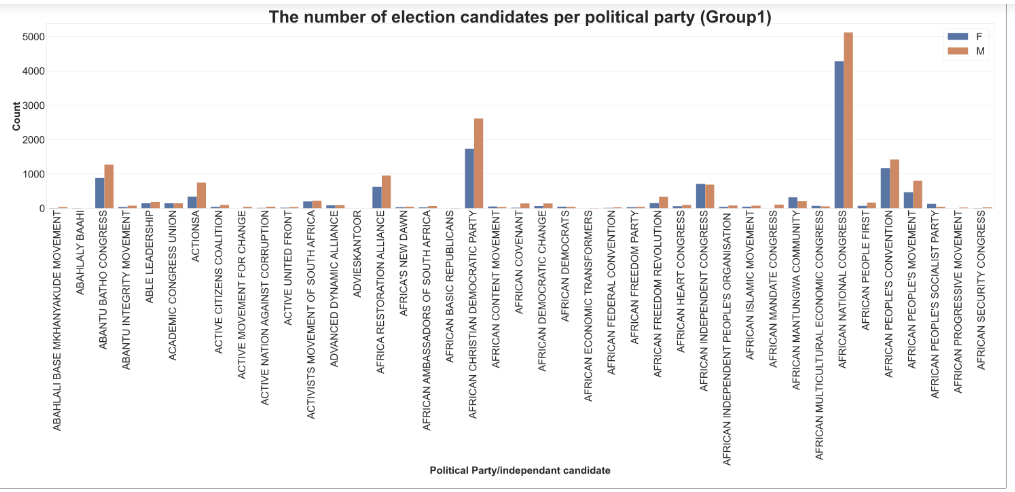 The number of election candidates per political party (Group1)
F
M
Count
5000
4000
3000
2000
1000
0
ABAHLALI BASE MKHANYAKUDE MOVEMENT
ABAHLALY BAAHI
ABANTU BATHO CONGRESS
ABANTU INTEGRITY MOVEMENT
ABLE LEADERSHIP
ACADEMIC CONGRESS UNION
ACTIONSA
ACTIVE CITIZENS COALITION
ACTIVE MOVEMENT FOR CHANGE
ACTIVE NATION AGAINST CORRUPTION
ACTIVE UNITED FRONT
ACTIVISTS MOVEMENT OF SOUTH AFRICA
ADVANCED DYNAMIC ALLIANCE
ADVIESKANTOOR
AFRICA RESTORATION ALLIANCE
AFRICA'S NEW DAWN
AFRICAN AMBASSADORS OF SOUTH AFRICA
AFRICAN BASIC REPUBLICANS
AFRICAN CHRISTIAN DEMOCRATIC PARTY
AFRICAN CONTENT MOVEMENT
AFRICAN COVENANT
AFRICAN DEMOCRATIC CHANGE
AFRICAN DEMOCRATS
AFRICAN ECONOMIC TRANSFORMERS
AFRICAN FEDERAL CONVENTION
AFRICAN FREEDOM PARTY
AFRICAN FREEDOM REVOLUTION
AFRICAN HEART CONGRESS
AFRICAN INDEPENDENT CONGRESS
AFRICAN INDEPENDENT PEOPLE'S ORGANISATION
AFRICAN ISLAMIC MOVEMENT
AFRICAN MANDATE CONGRESS
AFRICAN MANTUNGWA COMMUNITY
AFRICAN MULTICULTURAL ECONOMIC CONGRESS
AFRICAN NATIONAL CONGRESS
AFRICAN PEOPLE FIRST
AFRICAN PEOPLE'S CONVENTION
AFRICAN PEOPLE'S MOVEMENT
AFRICAN PEOPLE'S SOCIALIST PARTY
AFRICAN PROGRESSIVE MOVEMENT
AFRICAN SECURITY CONGRESS
Political Party/independant candidate